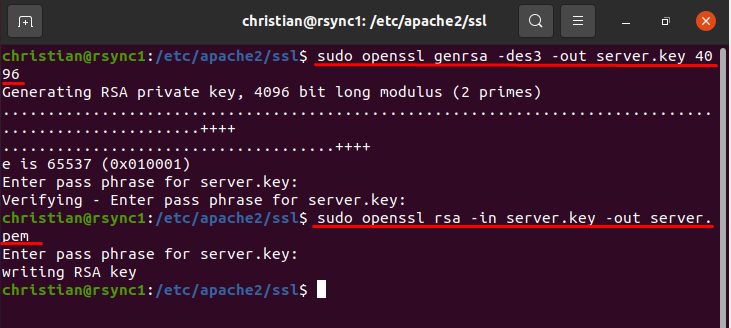 christian@rsync1: /etc/apache2/ssl
christian@rsync1:/etc/apache2/ssl$ sudo openssl genrsa -des3 -out server.key 40
96
Generating RSA private key, 4096 bit long modulus (2 primes)
...............................................................................
......................++++
.....................................++++
e is 65537 (0x010001)
Enter pass phrase for server.key:
Verifying - Enter pass phrase for server.key:
christian@rsync1:/etc/apache2/ssl$ sudo openssl rsa -in server.key -out server.
pem
Enter pass phrase for server.key:
writing RSA key
christian@rsync1:/etc/apache2/ssl$